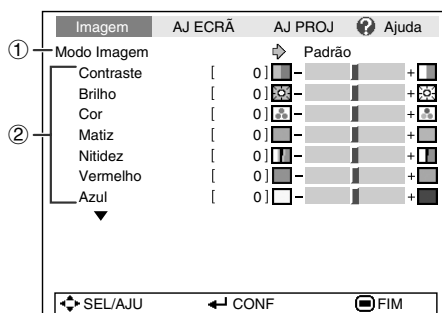 Imagem AJ ECRÃ AJ PROJ ? Ajuda
① Modo Imagem Padrão
Contraste [ 0 ] – +
Brilho [ 0 ] – +
② Cor [ 0 ] – +
Matiz [ 0 ] – +
Nitidez [ 0 ] – +
Vermelho [ 0 ] – +
Azul [ 0 ] – +
SEL/AJU CONF FIM